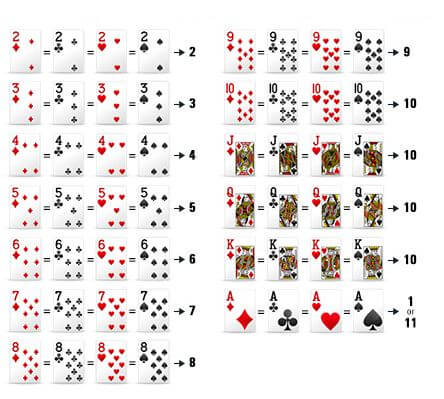 2 = 2 = 2 = 2 → 2
3 = 3 = 3 = 3 → 3
4 = 4 = 4 = 4 → 4
5 = 5 = 5 = 5 → 5
6 = 6 = 6 = 6 → 6
7 = 7 = 7 = 7 → 7
8 = 8 = 8 = 8 → 8
9 = 9 = 9 = 9 → 9
10 = 10 = 10 = 10 → 10
J = J = J = J → 10
Q = Q = Q = Q → 10
K = K = K = K → 10
A = A = A = A → 1
or
11